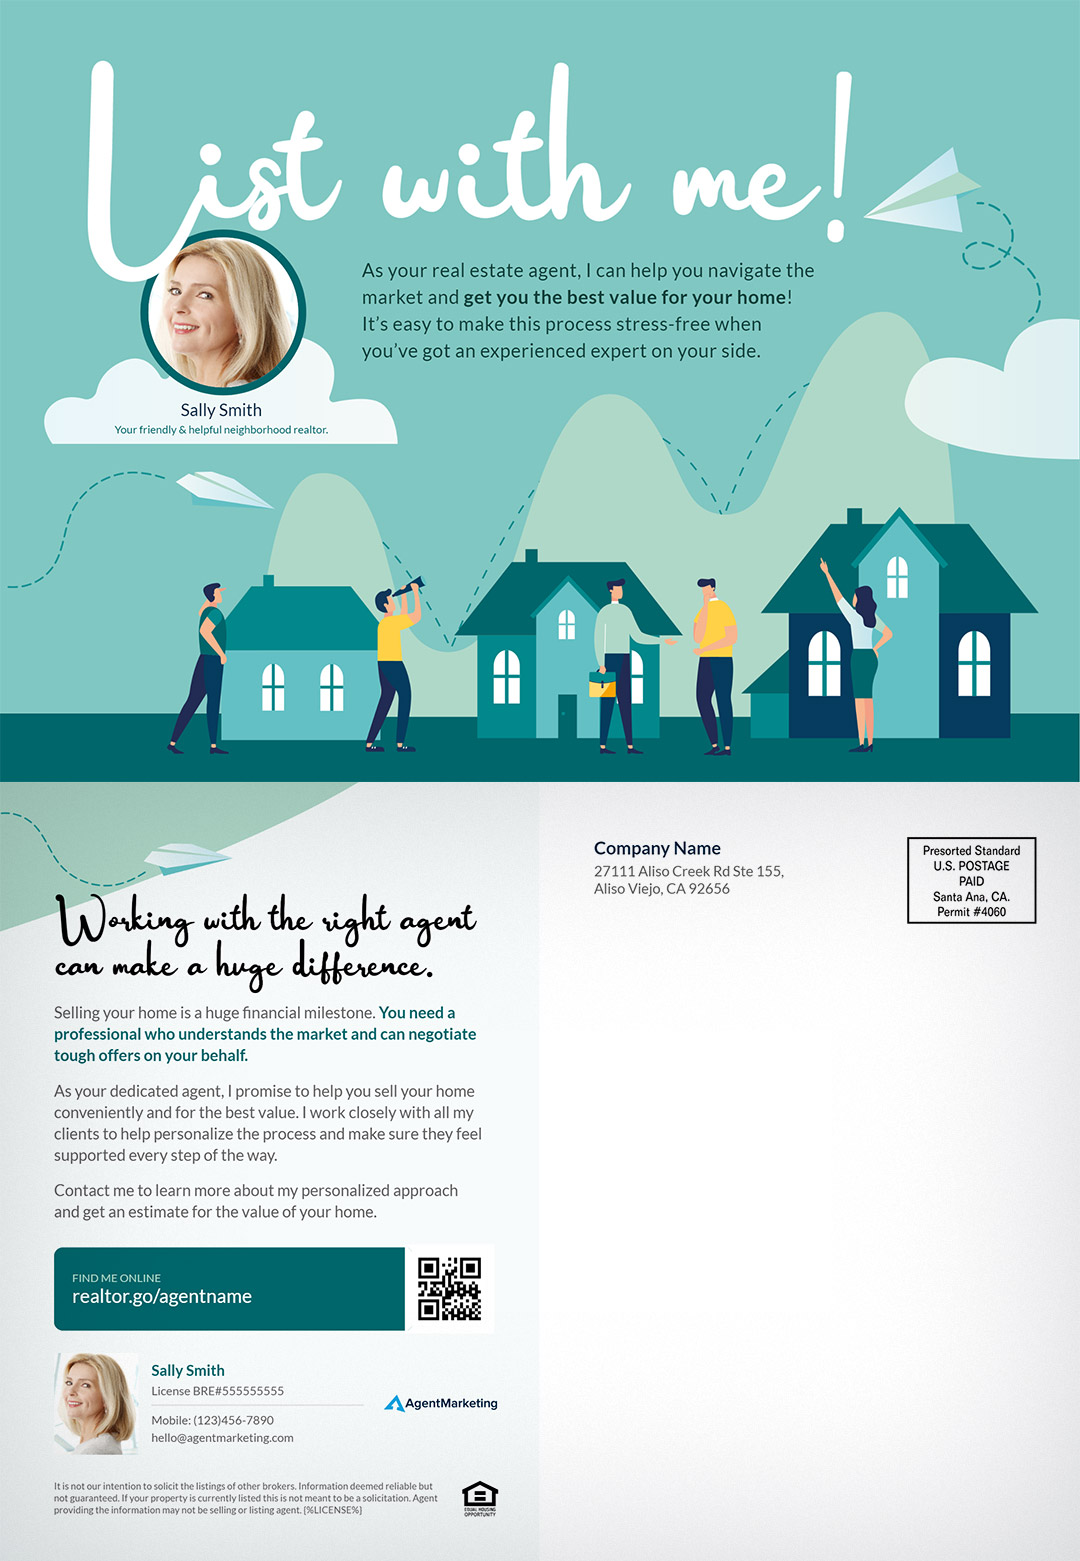 List with me!
As your real estate agent, I can help you navigate the
market and get you the best value for your home!
It's easy to make this process stress-free when
you've got an experienced expert on your side.
Sally Smith
Your friendly & helpful neighborhood realtor.
Working with the right agent
can make a huge difference.
Selling your home is a huge financial milestone. You need a
professional who understands the market and can negotiate
tough offers on your behalf.
As your dedicated agent, I promise to help you sell your home
conveniently and for the best value. I work closely with all my
clients to help personalize the process and make sure they feel
supported every step of the way.
Contact me to learn more about my personalized approach
and get an estimate for the value of your home.
FIND ME ONLINE
realtor.go/agentname
Sally Smith
License BRE#555555555
Mobile: (123)456-7890
hello@agentmarketing.com
AgentMarketing
It is not our intention to solicit the listings of other brokers. Information deemed reliable but
not guaranteed. If your property is currently listed this is not meant to be a solicitation. Agent
providing the information may not be selling or listing agent. {%LICENSE%}
EQUAL HOUSING
OPPORTUNITY
Company Name
27111 Aliso Creek Rd Ste 155,
Aliso Viejo, CA 92656
Presorted Standard
U.S. POSTAGE
PAID
Santa Ana, CA.
Permit #4060